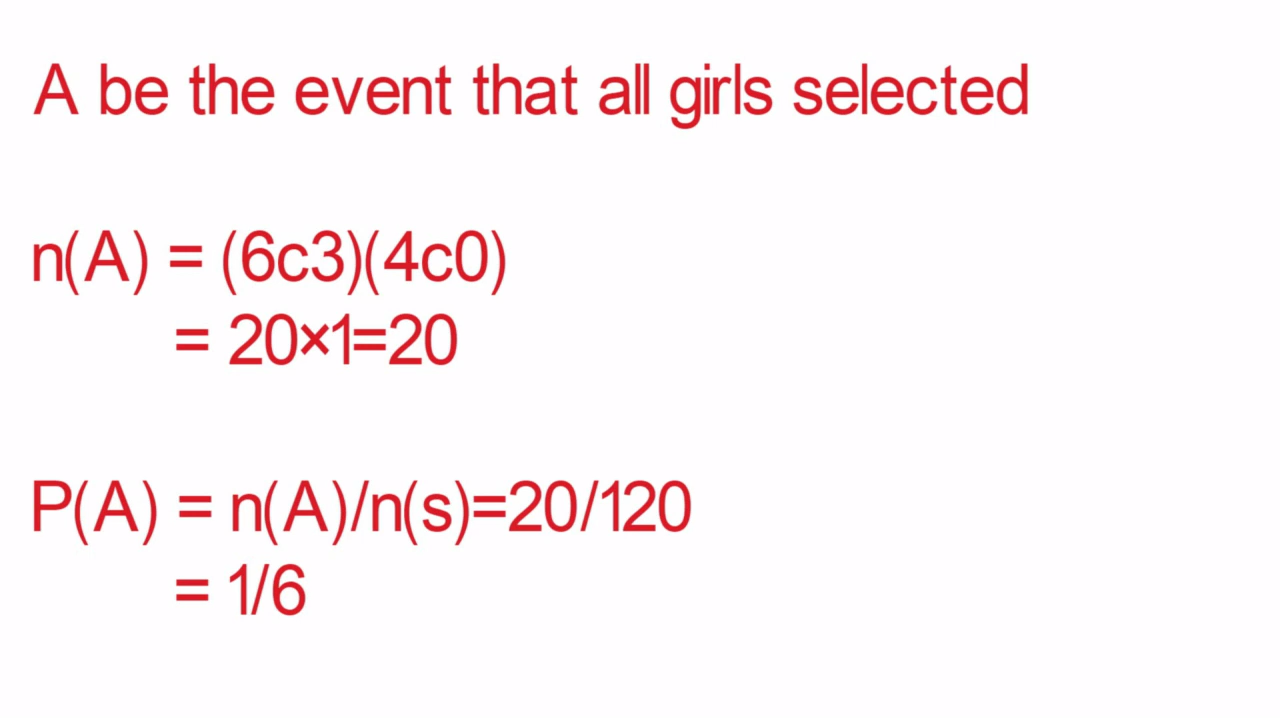 A be the event that all girls selected
n(A) = (6c3)(4c0)
= 20×1=20
P(A) = n(A)/n(s)=20/120
= 1/6